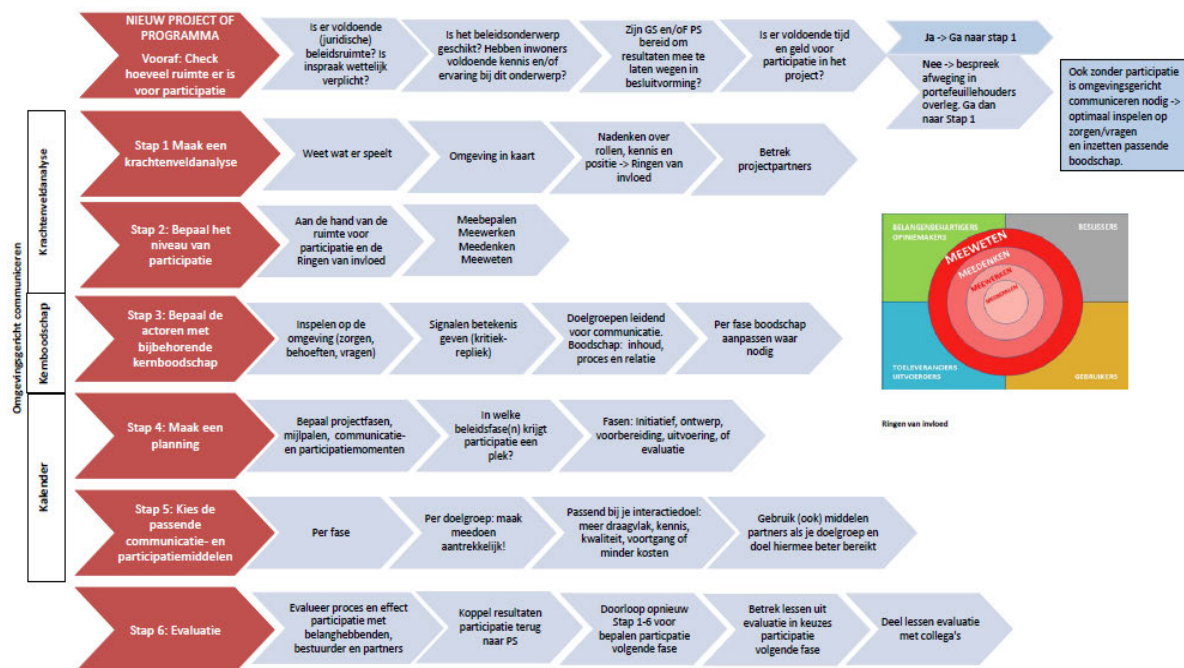 NIEUW PROJECT OF
PROGRAMMA
Vooraf: Check
hoeveel ruimte er is
voor participatie
Is er voldoende
(juridische)
beleidsruimte? Is
inspraak wettelijk
verplicht?
Is het beleidsonderwerp
geschikt? Hebben inwoners
voldoende kennis en/of
ervaring bij dit onderwerp?
Zijn GS en/oF PS
bereid om
resultaten mee te
laten wegen in
besluitvorming?
Is er voldoende tijd
en geld voor
participatie in het
project?
Ja -> Ga naar stap 1
Nee -> bespreek
afweging in
portefeuillehouders
overleg. Ga dan
naar Stap 1
Ook zonder participatie
is omgevingsgericht
communiceren nodig ->
optimaal inspelen op
zorgen/vragen
en inzetten passende
boodschap.
Omgevingsgericht communiceren
Krachtenveldanalyse
Stap 1 Maak een
krachtenveldanalyse
Weet wat er speelt
Omgeving in kaart
Nadenken over
rollen, kennis en
positie -> Ringen van
invloed
Betrek
projectpartners
Stap 2: Bepaal het
niveau van
participatie
Aan de hand van de
ruimte voor
participatie en de
Ringen van invloed
Meebepalen
Meewerken
Meedenken
Meeweten
BELANGENBEHARTIGERS
OPINIEMAKERS
BESLISSERS
MEEWETEN
MEEDENKEN
MEEWERKEN
MEEBEPALEN
TOELEVERANCIERS
UITVOERDERS
GEBRUIKERS
Ringen van invloed
Kernboodschap
Stap 3: Bepaal de
actoren met
bijbehorende
kernboodschap
Inspelen op de
omgeving (zorgen,
behoeften, vragen)
Signalen betekenis
geven (kritiek-
repliek)
Doelgroepen leidend
voor communicatie.
Boodschap: inhoud,
proces en relatie
Per fase boodschap
aanpassen waar
nodig
Kalender
Stap 4: Maak een
planning
Bepaal projectfasen,
mijlpalen, communicatie-
en participatiemomenten
In welke
beleidsfase(n) krijgt
participatie een
plek?
Fasen: Initiatief, ontwerp,
voorbereiding, uitvoering, of
evaluatie
Stap 5: Kies de
passende
communicatie- en
participatiemiddelen
Per fase
Per doelgroep: maak
meedoen
aantrekkelijk!
Passend bij je interactiedoel:
meer draagvlak, kennis,
kwaliteit, voortgang of
minder kosten
Gebruik (ook) middelen
partners als je doelgroep en
doel hiermee beter bereikt
Stap 6: Evaluatie
Evalueer proces en effect
participatie met
belanghebbenden,
bestuurder en partners
Koppel resultaten
participatie terug
naar PS
Doorloop opnieuw
Stap 1-6 voor
bepalen particpatie
volgende fase
Betrek lessen uit
evaluatie in keuzes
participatie
volgende fase
Deel lessen evaluatie
met collega's